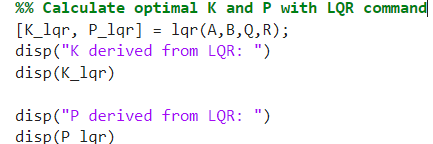 %% Calculate optimal K and P with LQR command
[K_lqr, P_lqr] = lqr(A,B,Q,R);
disp("K derived from LQR: ")
disp(K_lqr)
disp("P derived from LQR: ")
disp(P_lqr)